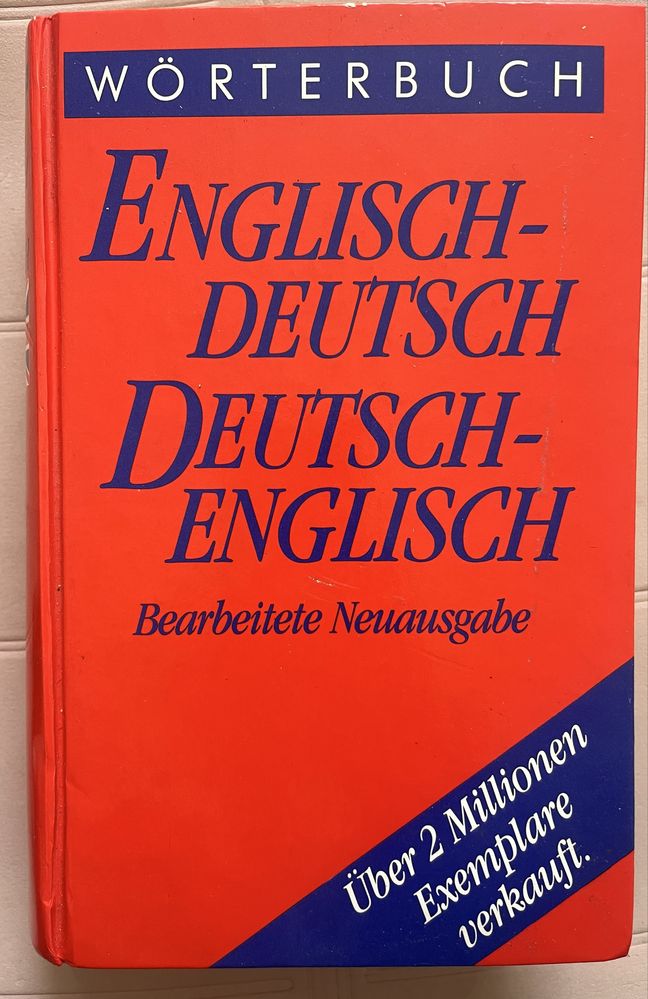 WÖRTERBUCH
ENGLISCH-
DEUTSCH
DEUTSCH-
ENGLISCH
Bearbeitete Neuausgabe
Über 2 Millionen
Exemplare
verkauft.